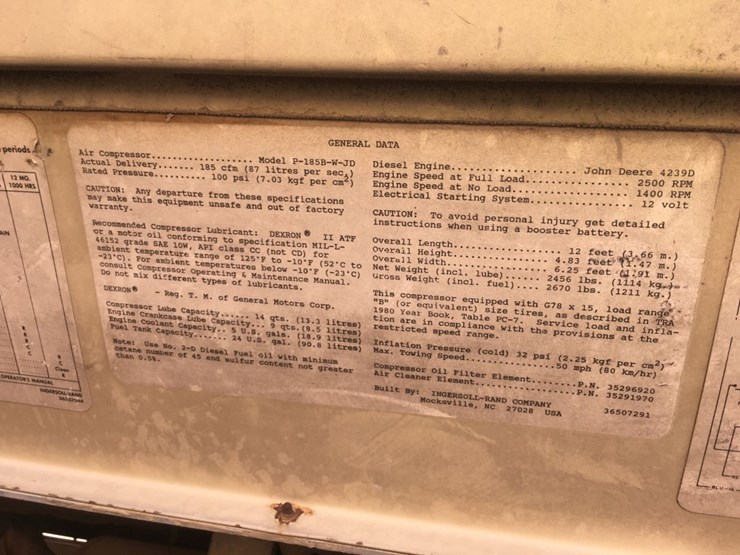 periods.
12 MO.
1000 HRS
OPERATOR'S MANUAL
INGERSOLL-RAND
GENERAL DATA
Air Compressor................ Model P-185B-W-JD
Actual Delivery....... 185 cfm (87 litres per sec)
Rated Pressure.......... 100 psi (7.03 kgf per cm²)
CAUTION: Any departure from these specifications
may make this equipment unsafe and out of factory
warranty.
Recommended Compressor Lubricant: DEXRON® II ATF
or a motor oil conforming to specification MIL-L-
46152 grade SAE 10W, API class CC (not CD) for
ambient temperature range of 125°F to -10°F (52°C to
-23°C). For ambient temperatures below -10°F (-23°C)
consult Compressor Operating & Maintenance Manual.
Do not mix different types of lubricants.
DEXRON® - Reg. T. M. of General Motors Corp.
Compressor Lube Capacity...... 14 qts. (13.3 litres)
Engine Crankcase Lube Capacity... 9 qts. (8.5 litres)
Engine Coolant Capacity.. 5 U.S. gals. (18.9 litres)
Fuel Tank Capacity....... 24 U.S. gal. (90.8 litres)
Note: Use No. 2-D Diesel Fuel oil with minimum
cetane number of 45 and sulfur content not greater
than 0.5%.
Diesel Engine..................... John Deere 4239D
Engine Speed at Full Load................ 2500 RPM
Engine Speed at No Load.................. 1400 RPM
Electrical Starting System................ 12 volt
CAUTION: To avoid personal injury get detailed
instructions when using a booster battery.
Overall Length.................. 12 feet (3.66 m.)
Overall Height................ 4.83 feet (1.47 m.)
Overall Width................. 6.25 feet (1.91 m.)
Net Weight (incl. lube)..... 2456 lbs. (1114 kg.)
Gross Weight (incl. fuel).... 2670 lbs. (1211 kg.)
This compressor equipped with G78 x 15, load range
"B" (or equivalent) size tires, as described in TRA
1980 Year Book, Table PC-7. Service load and infla-
tion are in compliance with the provisions at the
restricted speed range.
Inflation Pressure (cold) 32 psi (2.25 kgf per cm²)
Max. Towing Speed................50 mph (80 km/hr)
Compressor Oil Filter Element.......P.N. 35296920
Air Cleaner Element.................P.N. 35291970
Built By: INGERSOLL-RAND COMPANY
Mocksville, NC 27028 USA
36507291